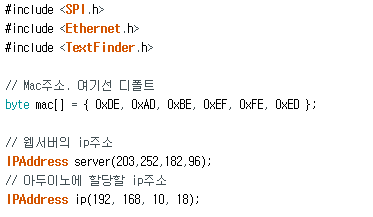 #include <SPI.h>
#include <Ethernet.h>
#include <TextFinder.h>
// Mac주소. 여기선 디폴트
byte mac[] = { 0xDE, 0xAD, 0xBE, 0xEF, 0xFE, 0xED };
// 웹서버의 ip주소
IPAddress server(203,252,182,96);
// 아두이노에 할당할 ip주소
IPAddress ip(192, 168, 10, 18);